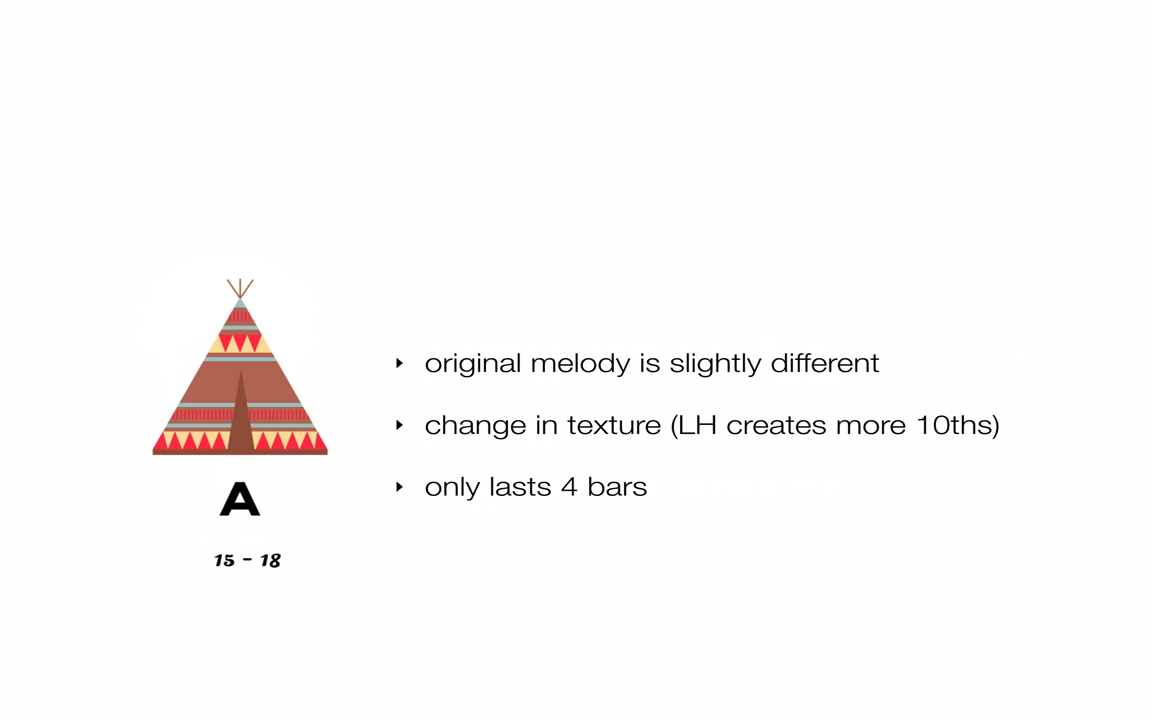 original melody is slightly different
change in texture (LH creates more 10ths)
only lasts 4 bars
A
15 - 18